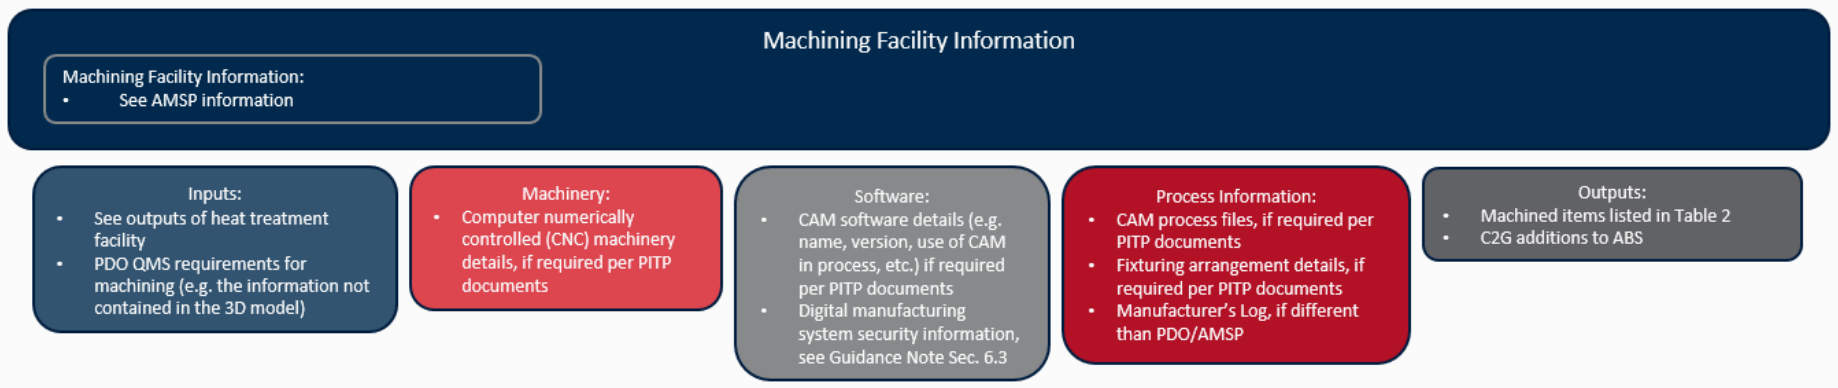 Machining Facility Information
Machining Facility Information:
• See AMSP information
Inputs:
• See outputs of heat treatment
facility
• PDO QMS requirements for
machining (e.g. the information not
contained in the 3D model)
Machinery:
• Computer numerically
controlled (CNC) machinery
details, if required per PITP
documents
Software:
• CAM software details (e.g.
name, version, use of CAM
in process, etc.) if required
per PITP documents
• Digital manufacturing
system security information,
see Guidance Note Sec. 6.3
Process Information:
• CAM process files, if required per
PITP documents
• Fixturing arrangement details, if
required per PITP documents
• Manufacturer’s Log, if different
than PDO/AMSP
Outputs:
• Machined items listed in Table 2
• C2G additions to ABS